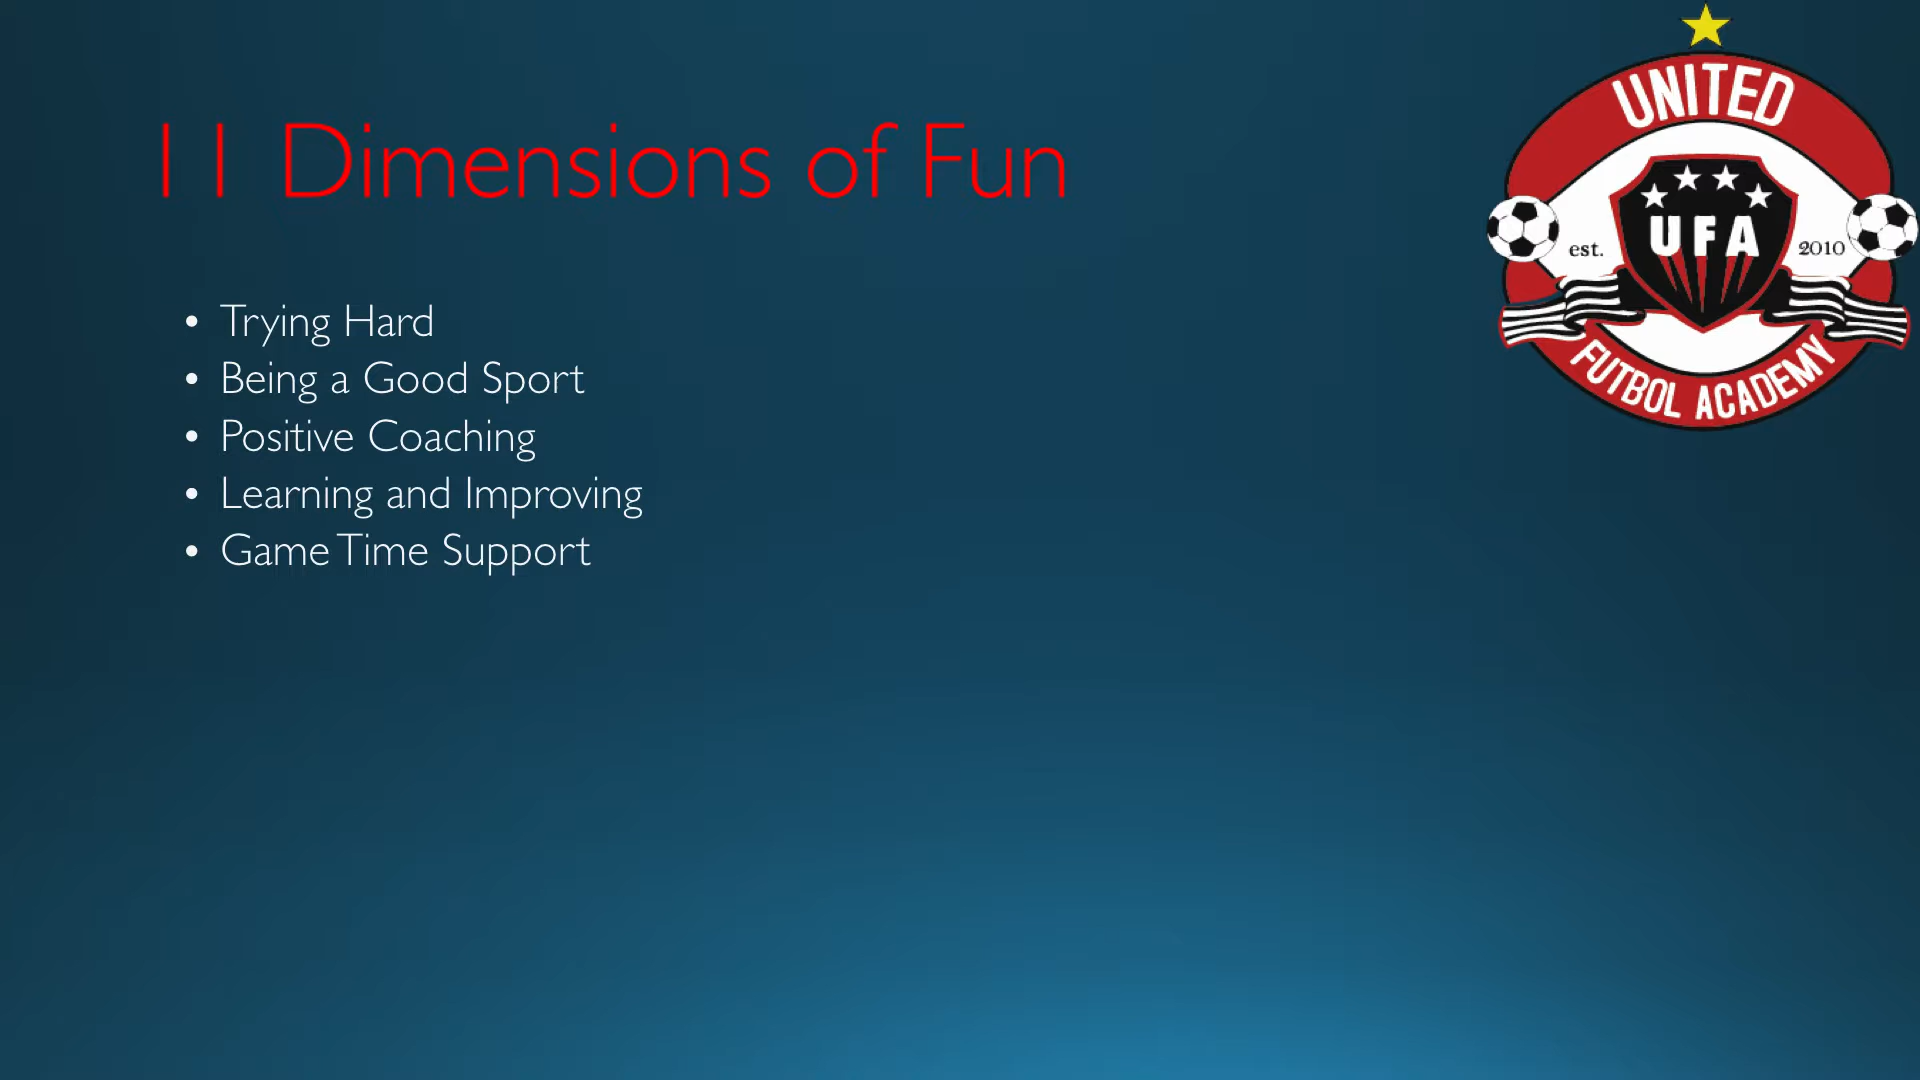 11 Dimensions of Fun
• Trying Hard
• Being a Good Sport
• Positive Coaching
• Learning and Improving
• Game Time Support
UNITED
UFA
est. 2010
FUTBOL ACADEMY